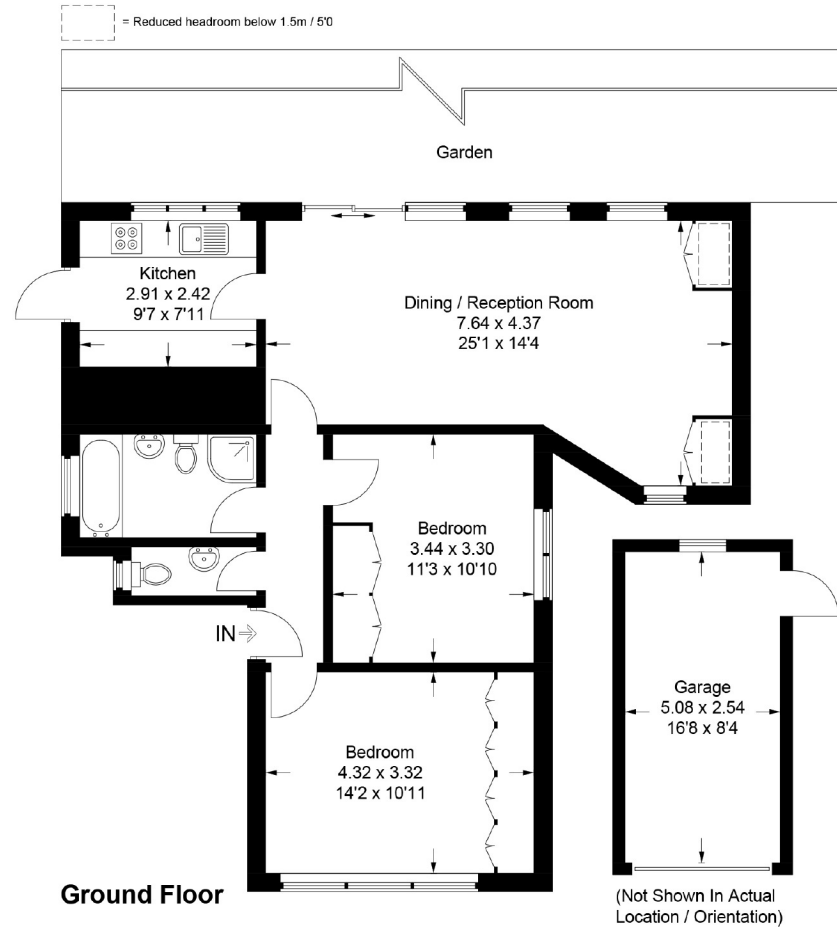 = Reduced headroom below 1.5m / 5'0
Garden
Kitchen
2.91 x 2.42
9'7 x 7'11
Dining / Reception Room
7.64 x 4.37
25'1 x 14'4
Bedroom
3.44 x 3.30
11'3 x 10'10
IN
Garage
5.08 x 2.54
16'8 x 8'4
Bedroom
4.32 x 3.32
14'2 x 10'11
Ground Floor
(Not Shown In Actual
Location / Orientation)